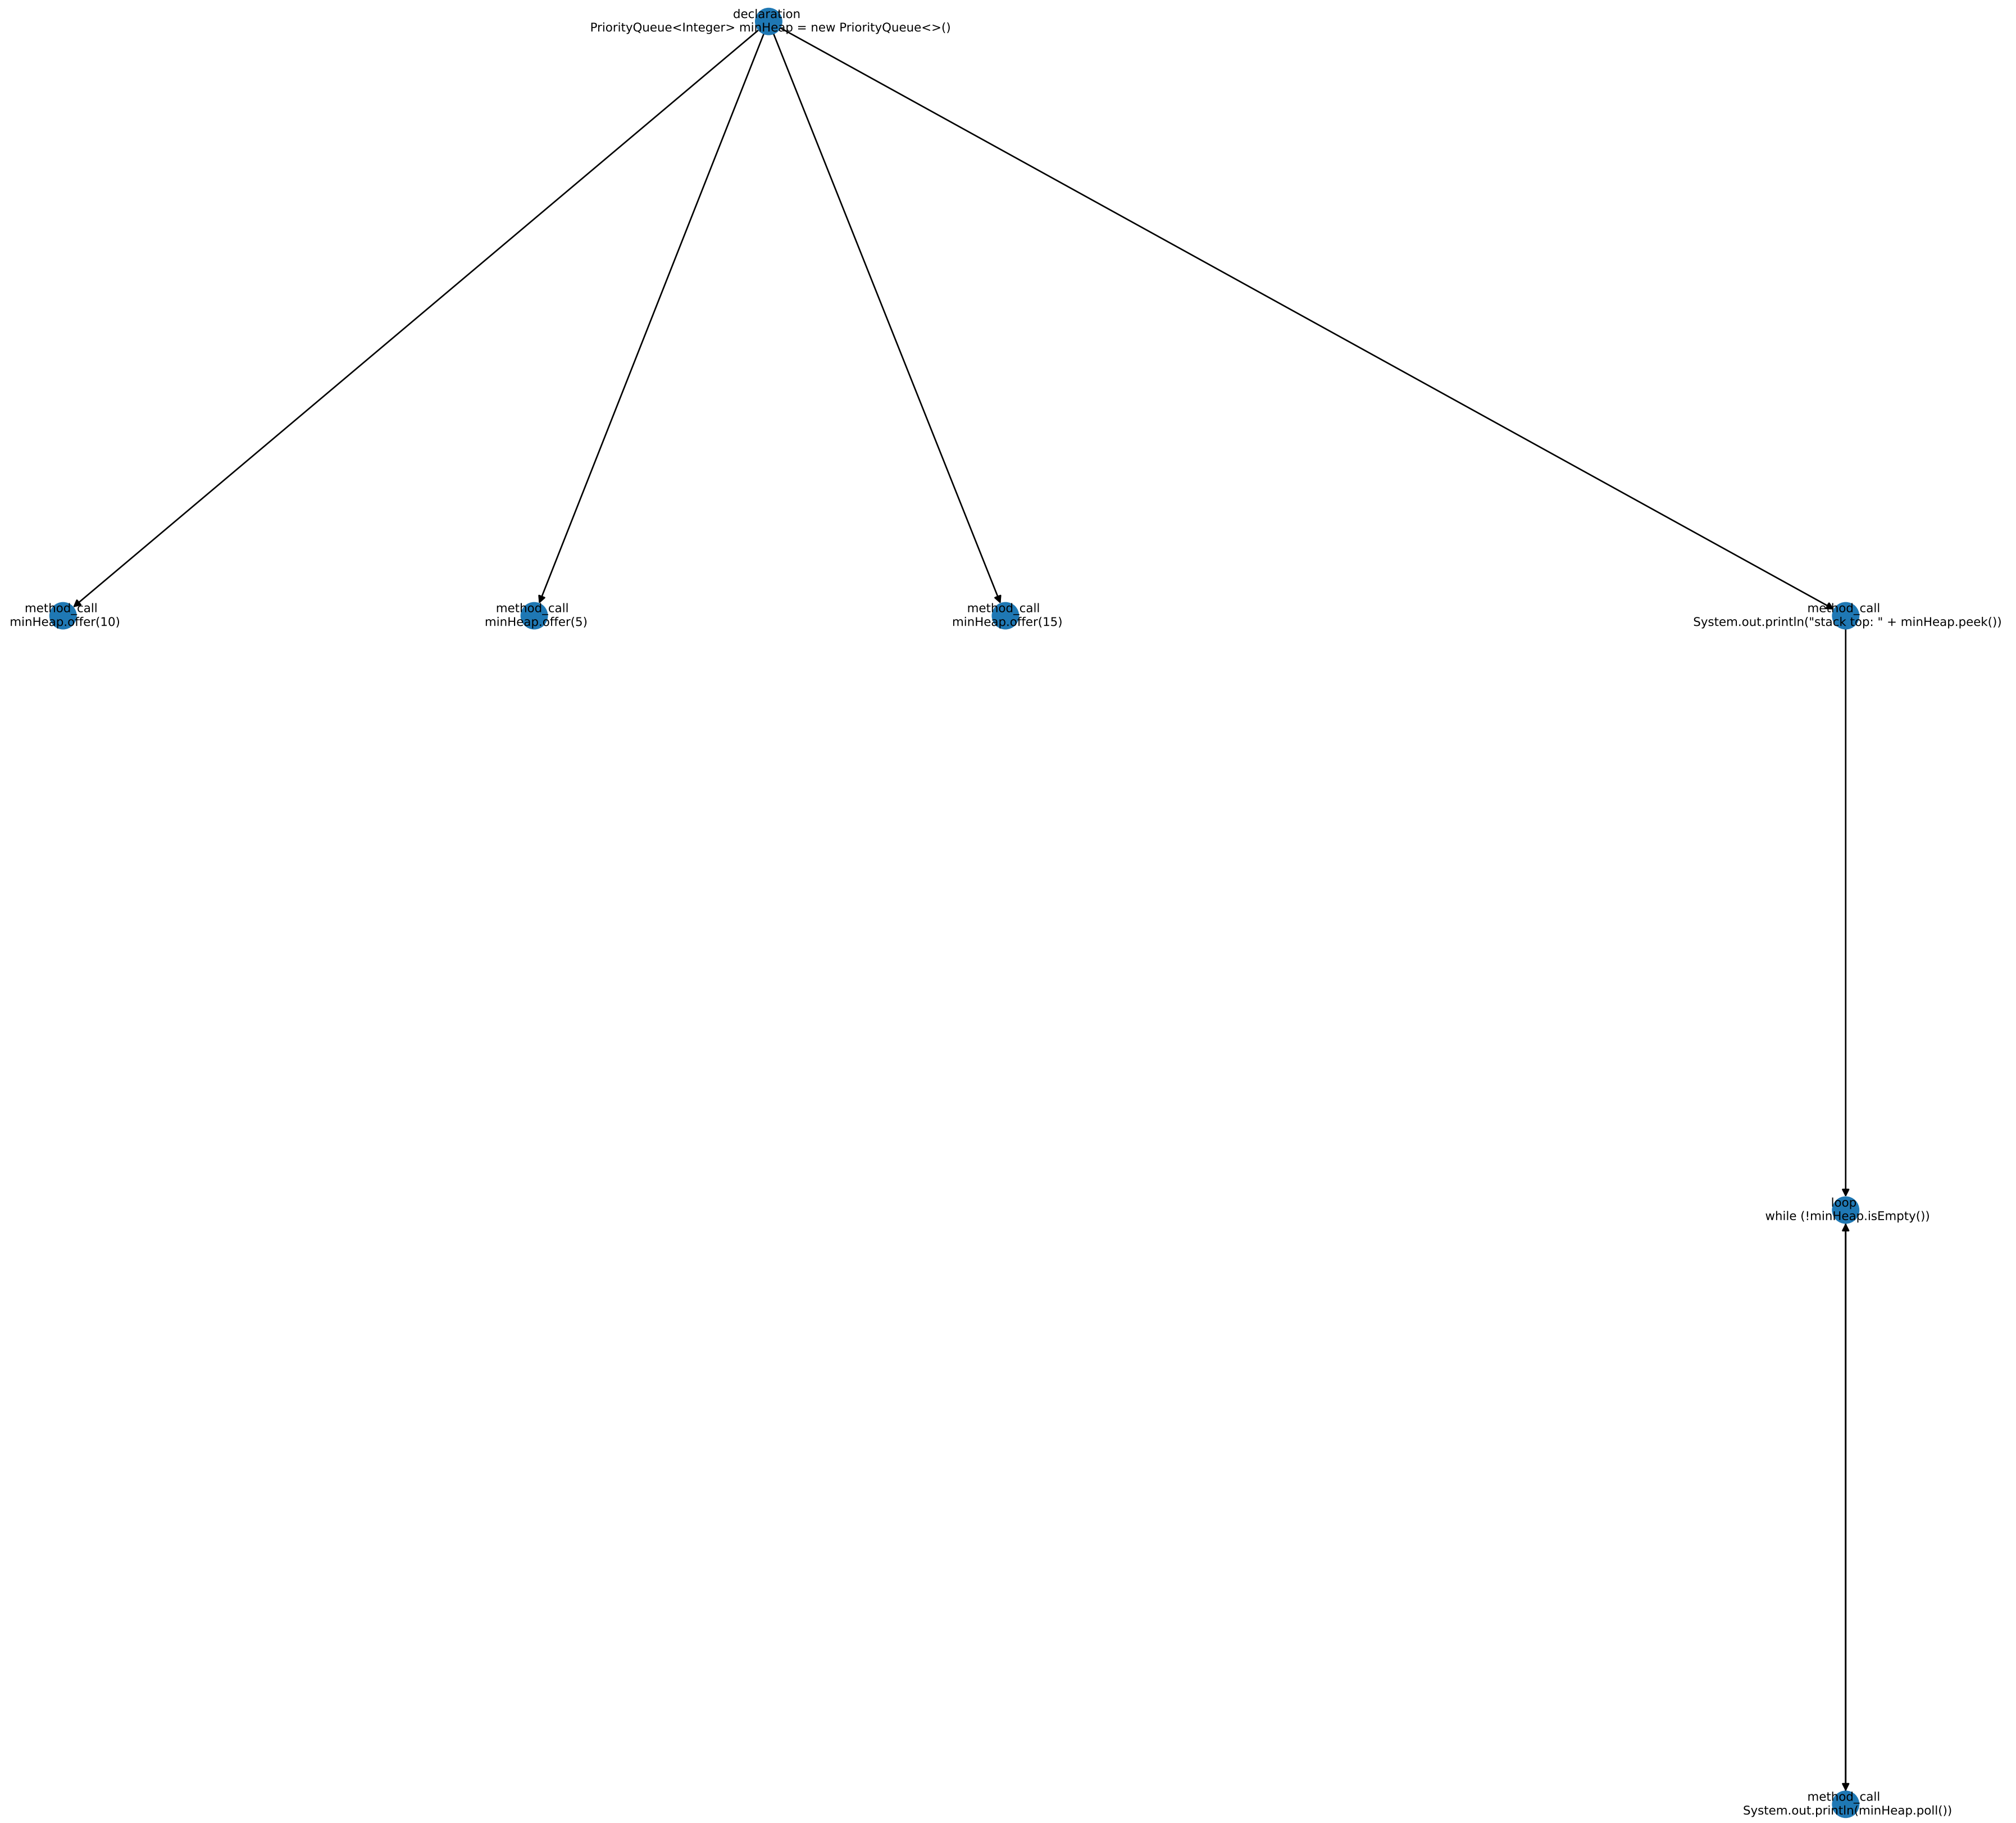 declaration
PriorityQueue<Integer> minHeap = new PriorityQueue<>()
method_call
minHeap.offer(10)
method_call
minHeap.offer(5)
method_call
minHeap.offer(15)
method_call
System.out.println("stack top: " + minHeap.peek())
loop
while (!minHeap.isEmpty())
method_call
System.out.println(minHeap.poll())